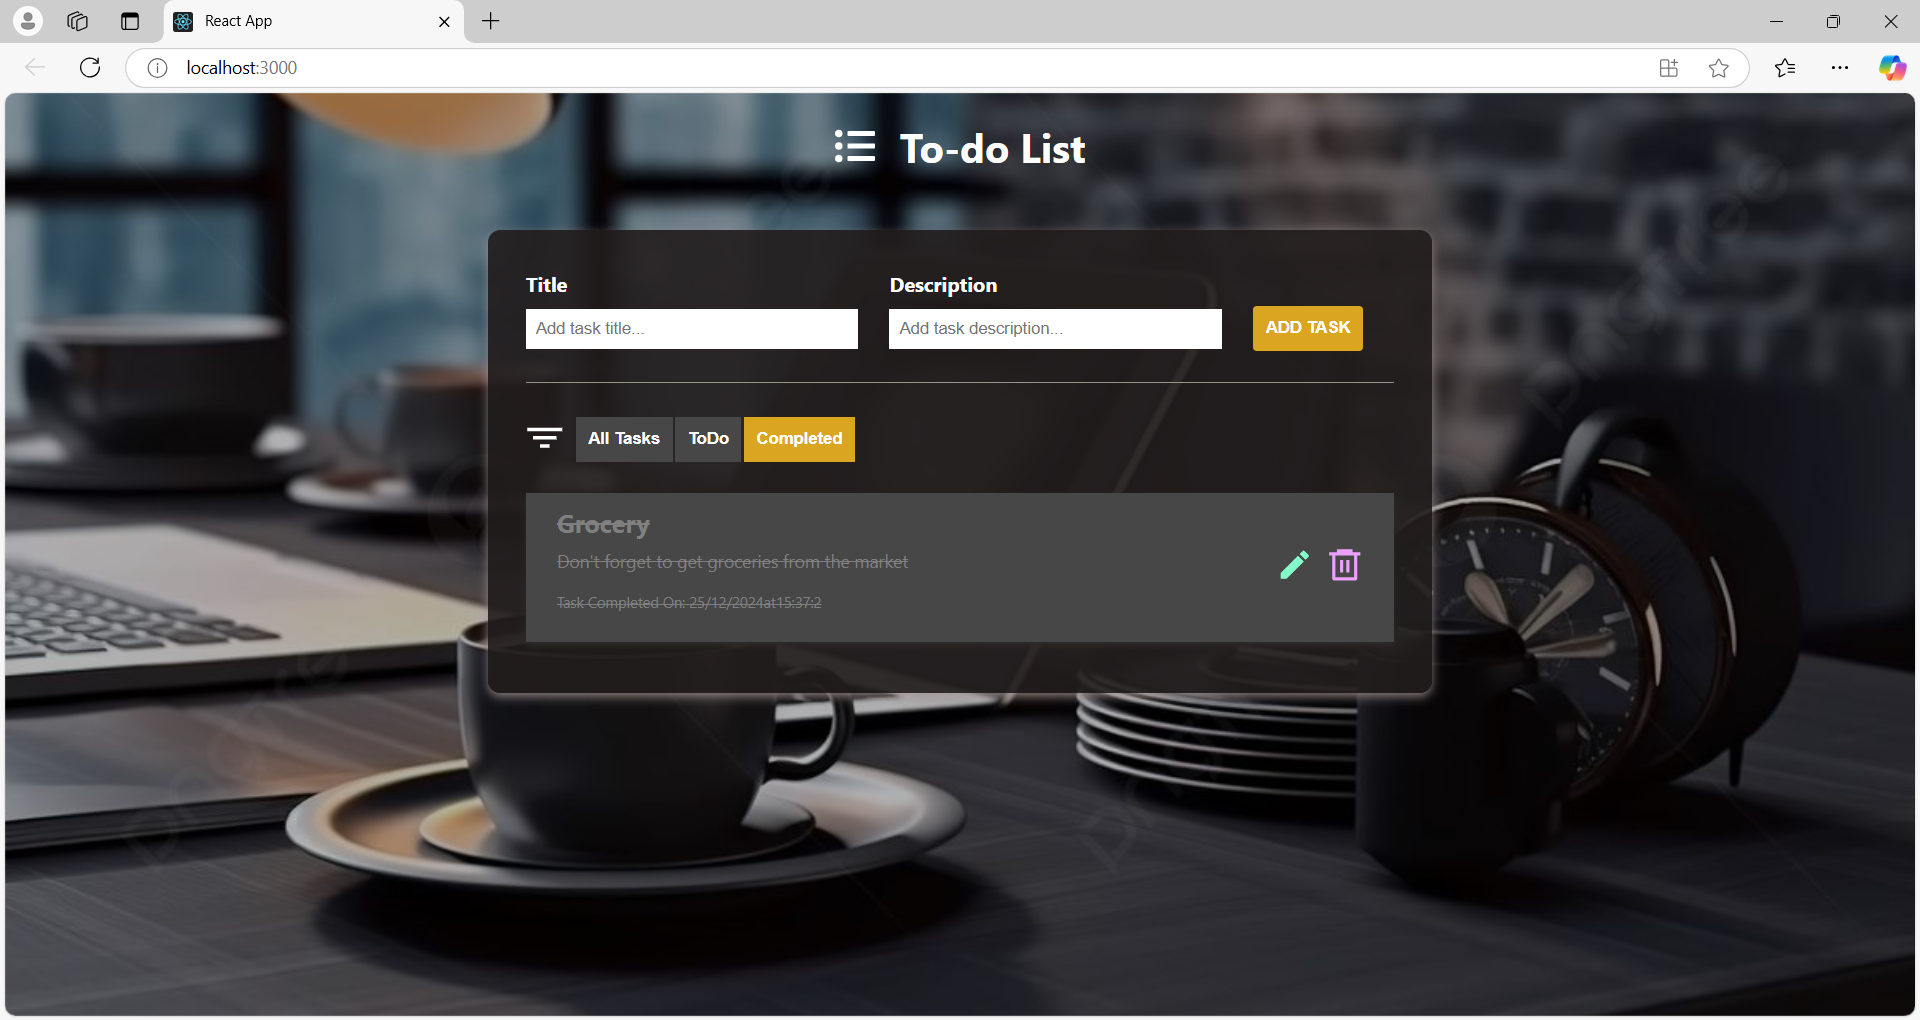 React App
localhost:3000
To-do List
Title
Description
Add task title...
Add task description...
ADD TASK
All Tasks
ToDo
Completed
Grocery
Don't forget to get groceries from the market
Task Completed On: 25/12/2024at15:37:2
pngtree